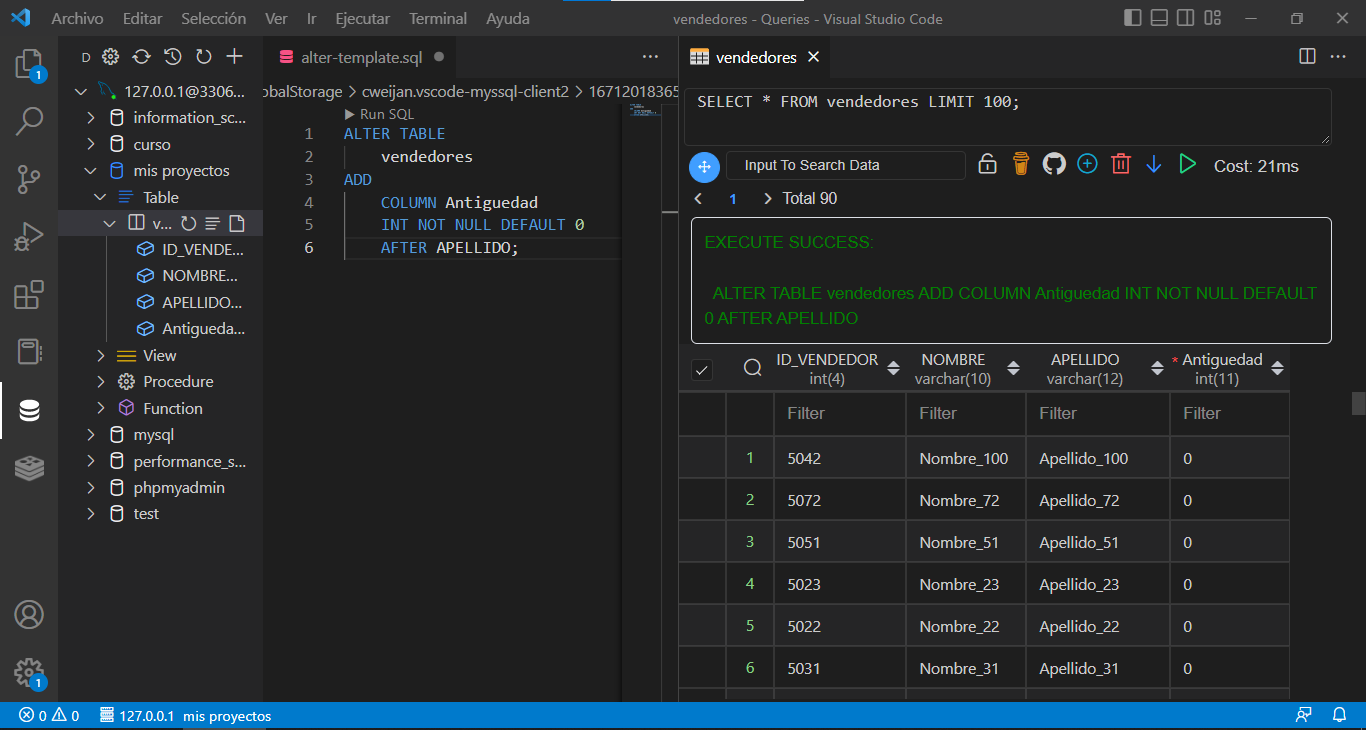 Archivo Editar Selección Ver Ir Ejecutar Terminal Ayuda vendedores - Queries - Visual Studio Code
1
1
D
127.0.0.1@3306...
information_sc...
curso
mis proyectos
Table
v...
ID_VENDE...
NOMBRE...
APELLIDO...
Antigueda...
View
Procedure
Function
mysql
performance_s...
phpmyadmin
test
alter-template.sql
obalStorage > cweijan.vscode-myssql-client2 > 16712018365
Run SQL
1 ALTER TABLE
2 vendedores
3 ADD
4 COLUMN Antiguedad
5 INT NOT NULL DEFAULT 0
6 AFTER APELLIDO;
vendedores
SELECT * FROM vendedores LIMIT 100;
Input To Search Data Cost: 21ms
1 Total 90
EXECUTE SUCCESS:
ALTER TABLE vendedores ADD COLUMN Antiguedad INT NOT NULL DEFAULT
0 AFTER APELLIDO
ID_VENDEDOR NOMBRE APELLIDO * Antiguedad
int(4) varchar(10) varchar(12) int(11)
Filter Filter Filter Filter
1 5042 Nombre_100 Apellido_100 0
2 5072 Nombre_72 Apellido_72 0
3 5051 Nombre_51 Apellido_51 0
4 5023 Nombre_23 Apellido_23 0
5 5022 Nombre_22 Apellido_22 0
6 5031 Nombre_31 Apellido_31 0
0 0 127.0.0.1 mis proyectos